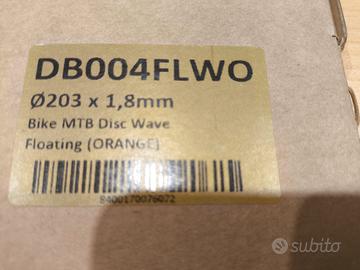 DB004FLWO
Ø203 x 1,8mm
Bike MTB Disc Wave
Floating (ORANGE)
8400170076072
subito